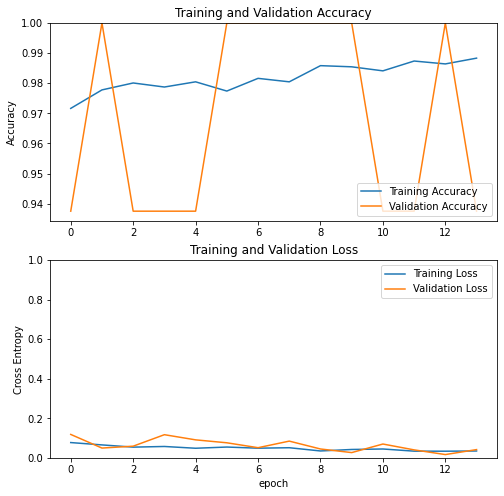 Training and Validation Accuracy
Accuracy
1.00
0.99
0.98
0.97
0.96
0.95
0.94
Training Accuracy
Validation Accuracy
0 2 4 6 8 10 12
Training and Validation Loss
Cross Entropy
1.0
0.8
0.6
0.4
0.2
0.0
Training Loss
Validation Loss
0 2 4 6 8 10 12
epoch